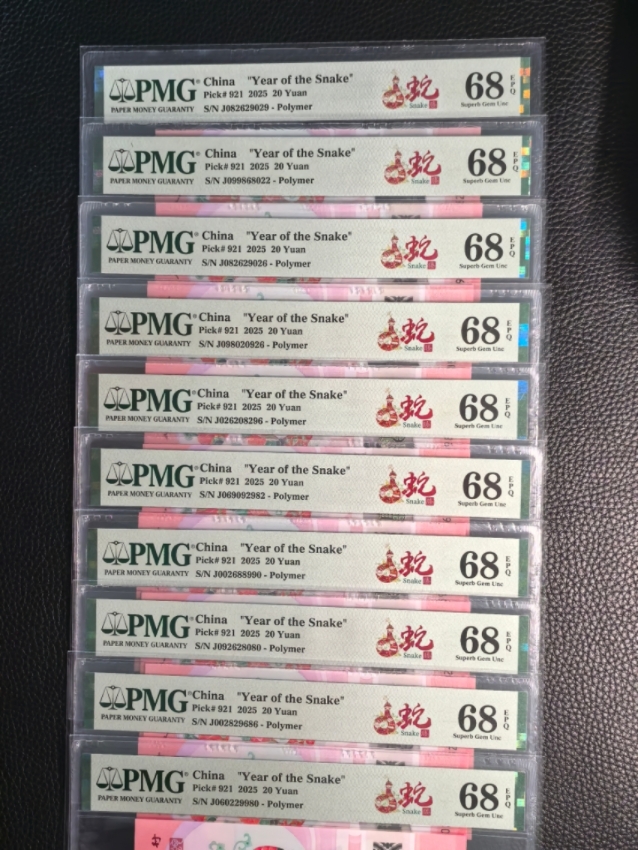 PMG China "Year of the Snake"
Pick# 921 2025 20 Yuan
PAPER MONEY GUARANTY S/N J082629029 - Polymer
蛇 Snake
68 EPQ
Superb Gem Unc
PMG China "Year of the Snake"
Pick# 921 2025 20 Yuan
PAPER MONEY GUARANTY S/N J099868022 - Polymer
蛇 Snake
68 EPQ
Superb Gem Unc
PMG China "Year of the Snake"
Pick# 921 2025 20 Yuan
PAPER MONEY GUARANTY S/N J082629026 - Polymer
蛇 Snake
68 EPQ
Superb Gem Unc
PMG China "Year of the Snake"
Pick# 921 2025 20 Yuan
PAPER MONEY GUARANTY S/N J098020926 - Polymer
蛇 Snake
68 EPQ
Superb Gem Unc
PMG China "Year of the Snake"
Pick# 921 2025 20 Yuan
PAPER MONEY GUARANTY S/N J026208296 - Polymer
蛇 Snake
68 EPQ
Superb Gem Unc
PMG China "Year of the Snake"
Pick# 921 2025 20 Yuan
PAPER MONEY GUARANTY S/N J069092982 - Polymer
蛇 Snake
68 EPQ
Superb Gem Unc
PMG China "Year of the Snake"
Pick# 921 2025 20 Yuan
PAPER MONEY GUARANTY S/N J002688990 - Polymer
蛇 Snake
68 EPQ
Superb Gem Unc
PMG China "Year of the Snake"
Pick# 921 2025 20 Yuan
PAPER MONEY GUARANTY S/N J092628080 - Polymer
蛇 Snake
68 EPQ
Superb Gem Unc
PMG China "Year of the Snake"
Pick# 921 2025 20 Yuan
PAPER MONEY GUARANTY S/N J002829686 - Polymer
蛇 Snake
68 EPQ
Superb Gem Unc
PMG China "Year of the Snake"
Pick# 921 2025 20 Yuan
PAPER MONEY GUARANTY S/N J060229980 - Polymer
蛇 Snake
68 EPQ
Superb Gem Unc